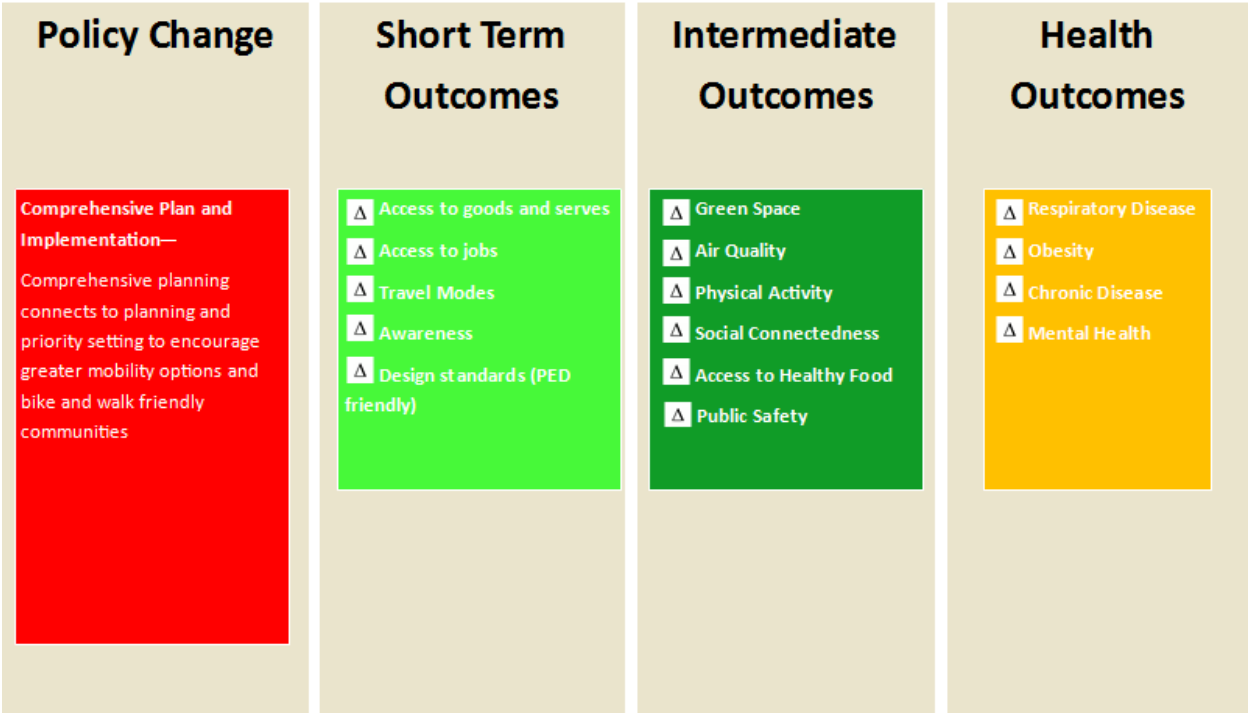 Policy Change
Comprehensive Plan and
Implementation—
Comprehensive planning
connects to planning and
priority setting to encourage
greater mobility options and
bike and walk friendly
communities
Short Term
Outcomes
Δ Access to goods and serves
Δ Access to jobs
Δ Travel Modes
Δ Awareness
Δ Design standards (PED
friendly)
Intermediate
Outcomes
Δ Green Space
Δ Air Quality
Δ Physical Activity
Δ Social Connectedness
Δ Access to Healthy Food
Δ Public Safety
Health
Outcomes
Δ Respiratory Disease
Δ Obesity
Δ Chronic Disease
Δ Mental Health